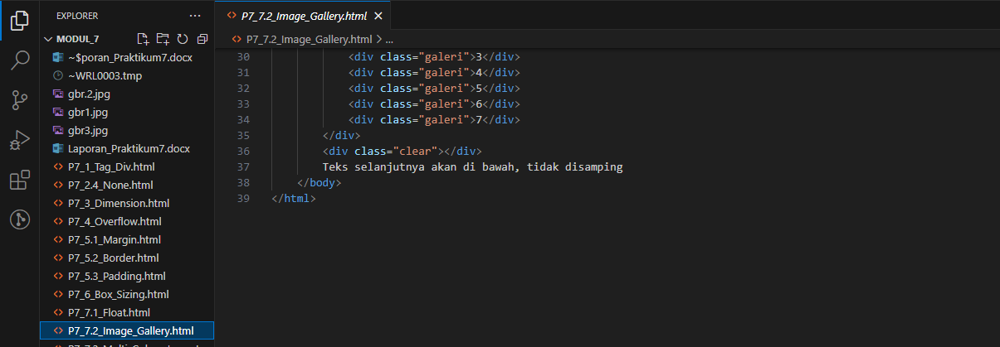 EXPLORER
MODUL_7
~$poran_Praktikum7.docx
~WRL0003.tmp
gbr.2.jpg
gbr1.jpg
gbr3.jpg
Laporan_Praktikum7.docx
P7_1_Tag_Div.html
P7_2.4_None.html
P7_3_Dimension.html
P7_4_Overflow.html
P7_5.1_Margin.html
P7_5.2_Border.html
P7_5.3_Padding.html
P7_6_Box_Sizing.html
P7_7.1_Float.html
P7_7.2_Image_Gallery.html
P7_7.2_Image_Gallery.html
P7_7.2_Image_Gallery.html > ...
30 <div class="galeri">3</div>
31 <div class="galeri">4</div>
32 <div class="galeri">5</div>
33 <div class="galeri">6</div>
34 <div class="galeri">7</div>
35 </div>
36 <div class="clear"></div>
37 Teks selanjutnya akan di bawah, tidak disamping
38 </body>
39 </html>